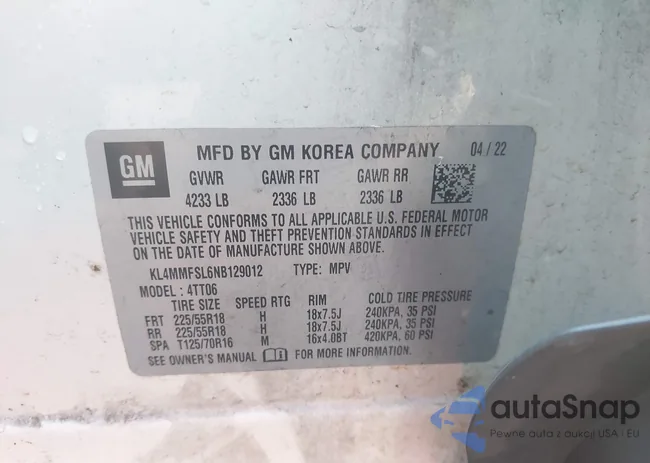 GM
MFD BY GM KOREA COMPANY 04 / 22
GVWR GAWR FRT GAWR RR
4233 LB 2336 LB 2336 LB
THIS VEHICLE CONFORMS TO ALL APPLICABLE U.S. FEDERAL MOTOR
VEHICLE SAFETY AND THEFT PREVENTION STANDARDS IN EFFECT
ON THE DATE OF MANUFACTURE SHOWN ABOVE.
KL4MMFSL6NB129012 TYPE: MPV
MODEL : 4TT06
TIRE SIZE SPEED RTG RIM COLD TIRE PRESSURE
FRT 225/55R18 H 18x7.5J 240KPA, 35 PSI
RR 225/55R18 H 18x7.5J 240KPA, 35 PSI
SPA T125/70R16 M 16x4.0BT 420KPA, 60 PSI
SEE OWNER'S MANUAL FOR MORE INFORMATION.
autaSnap
Pewne auta z aukcji USA - EU